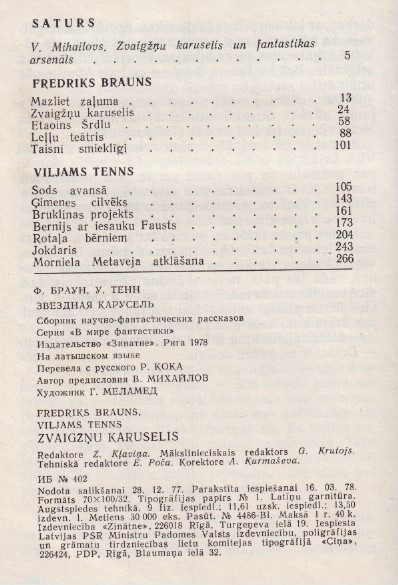 SATURS
V. Mihailovs. Zvaigžņu karuselis un fantastikas
arsenāls . . . . . . . . . . 5
FREDRIKS BRAUNS
Mazliet zaļuma . . . . . . . . . 13
Zvaigžņu karuselis . . . . . . . . 24
Etaoins Šrdlu . . . . . . . . . 58
Leļļu teātris . . . . . . . . . 88
Taisni smieklīgi . . . . . . . . . 101
VILJAMS TENNS
Sods avansā . . . . . . . . . 105
Ģimenes cilvēks . . . . . . . . 143
Bruklinas projekts . . . . . . . . 161
Bernijs ar iesauku Fausts . . . . . . 173
Rotaļa bērniem . . . . . . . . 204
Jokdaris . . . . . . . . . . 243
Morniela Metaveja atklāšana . . . . . 266
Ф. БРАУН, У. ТЕНН
ЗВЕЗДНАЯ КАРУСЕЛЬ
Сборник научно-фантастических рассказов
Серия «В мире фантастики»
Издательство «Зинатне». Рига 1978
На латышском языке
Перевела с русского Р. КОКА
Автор предисловия В. МИХАЙЛОВ
Художник Г. МЕЛАМЕД
FREDRIKS BRAUNS,
VILJAMS TENNS
ZVAIGŽŅU KARUSELIS
Redaktore Z. Kļaviņa. Mākslinieciskais redaktors G. Krutojs.
Tehniskā redaktore E. Poča. Korektore A. Ķurmaševa.
ИБ № 402
Nodota salikšanai 28. 12. 77. Parakstīta iespiešanai 16. 03. 78.
Formāts 70×100/32. Tipogrāfijas papīrs № 1. Latīņu garnitūra.
Augstspiedes tehnikā. 9 fiz. iespiedl.; 11,61 uzsk. iespiedl.; 13,50
izdevn. l. Metiens 30 000 eks. Pasūt. № 4486-Bl. Maksā 1 r. 40 k.
Izdevniecība «Zinātne», 226018 Rīgā, Turgeņeva ielā 19. Iespiesta
Latvijas PSR Ministru Padomes Valsts izdevniecību, poligrāfijas
un grāmatu tirdzniecības lietu komitejas tipogrāfijā «Cīņa»,
226424, PDP, Rīgā, Blaumaņa ielā 32.